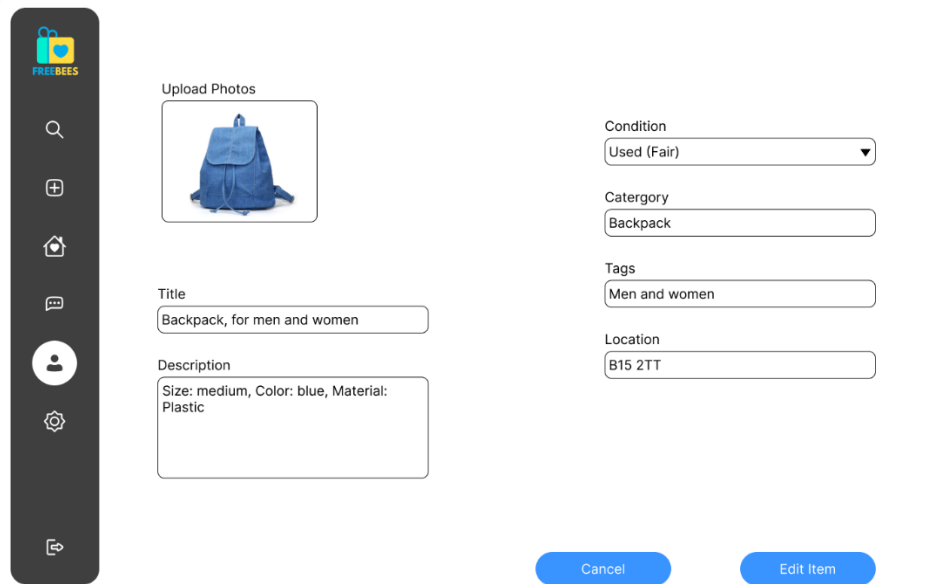 FREEBEES
Upload Photos
Title
Backpack, for men and women
Description
Size: medium, Color: blue, Material:
Plastic
Condition
Used (Fair)
Catergory
Backpack
Tags
Men and women
Location
B15 2TT
Cancel
Edit Item